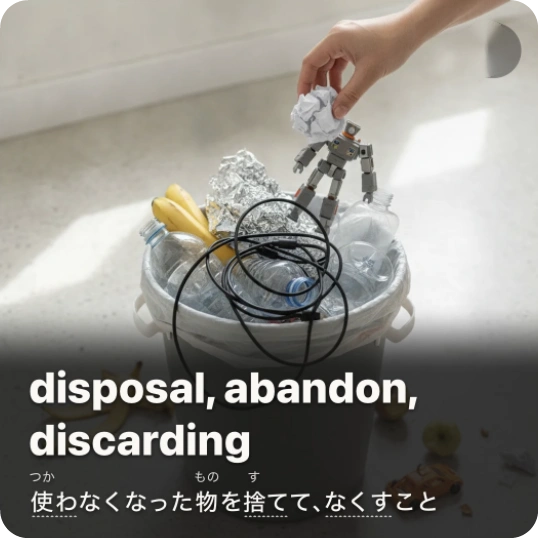 disposal, abandon,
discarding
つか もの す
使わなくなった物を捨てて、なくすこと